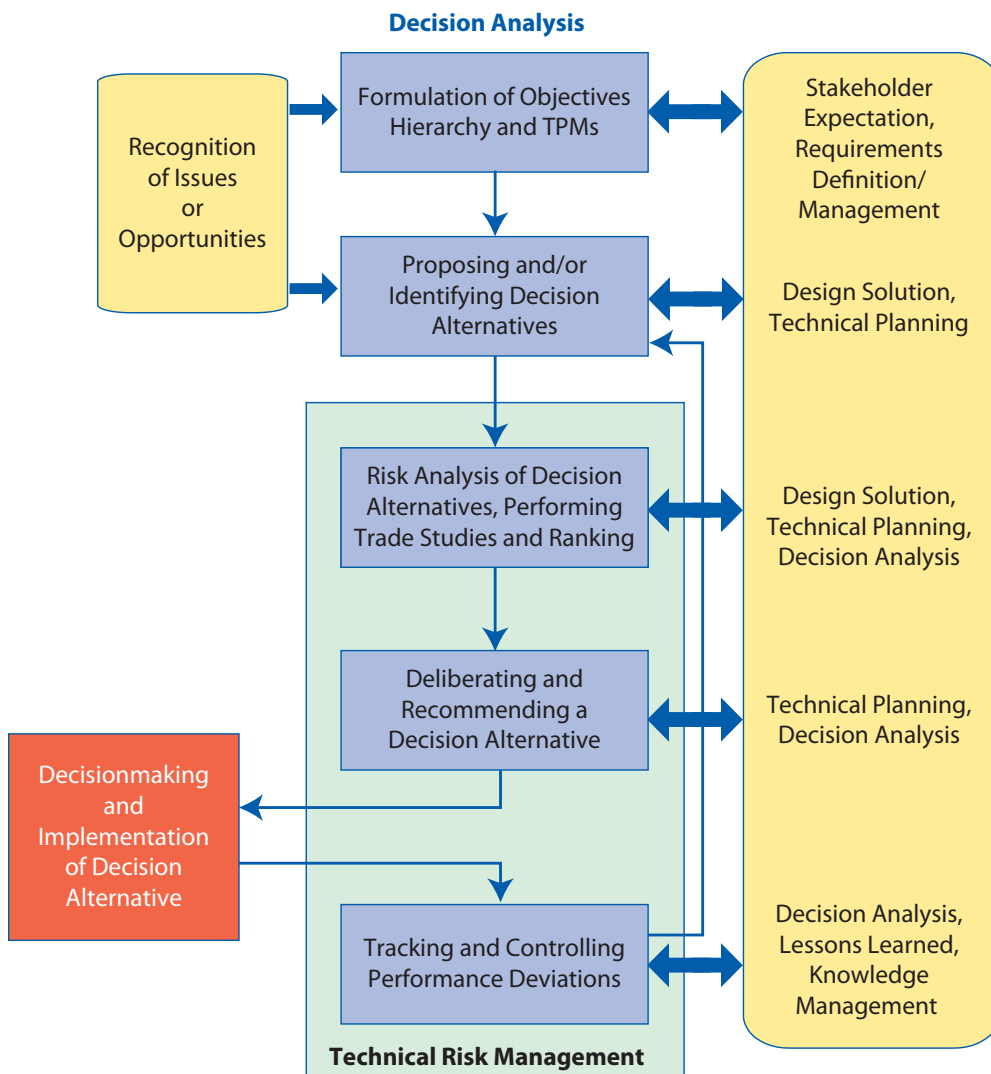 Decision Analysis
Recognition
of Issues
or
Opportunities
Formulation of Objectives
Hierarchy and TPMs
Stakeholder
Expectation,
Requirements
Definition/
Management
Proposing and/or
Identifying Decision
Alternatives
Design Solution,
Technical Planning
Risk Analysis of Decision
Alternatives, Performing
Trade Studies and Ranking
Design Solution,
Technical Planning,
Decision Analysis
Deliberating and
Recommending a
Decision Alternative
Technical Planning,
Decision Analysis
Decisionmaking
and
Implementation
of Decision
Alternative
Tracking and Controlling
Performance Deviations
Decision Analysis,
Lessons Learned,
Knowledge
Management
Technical Risk Management